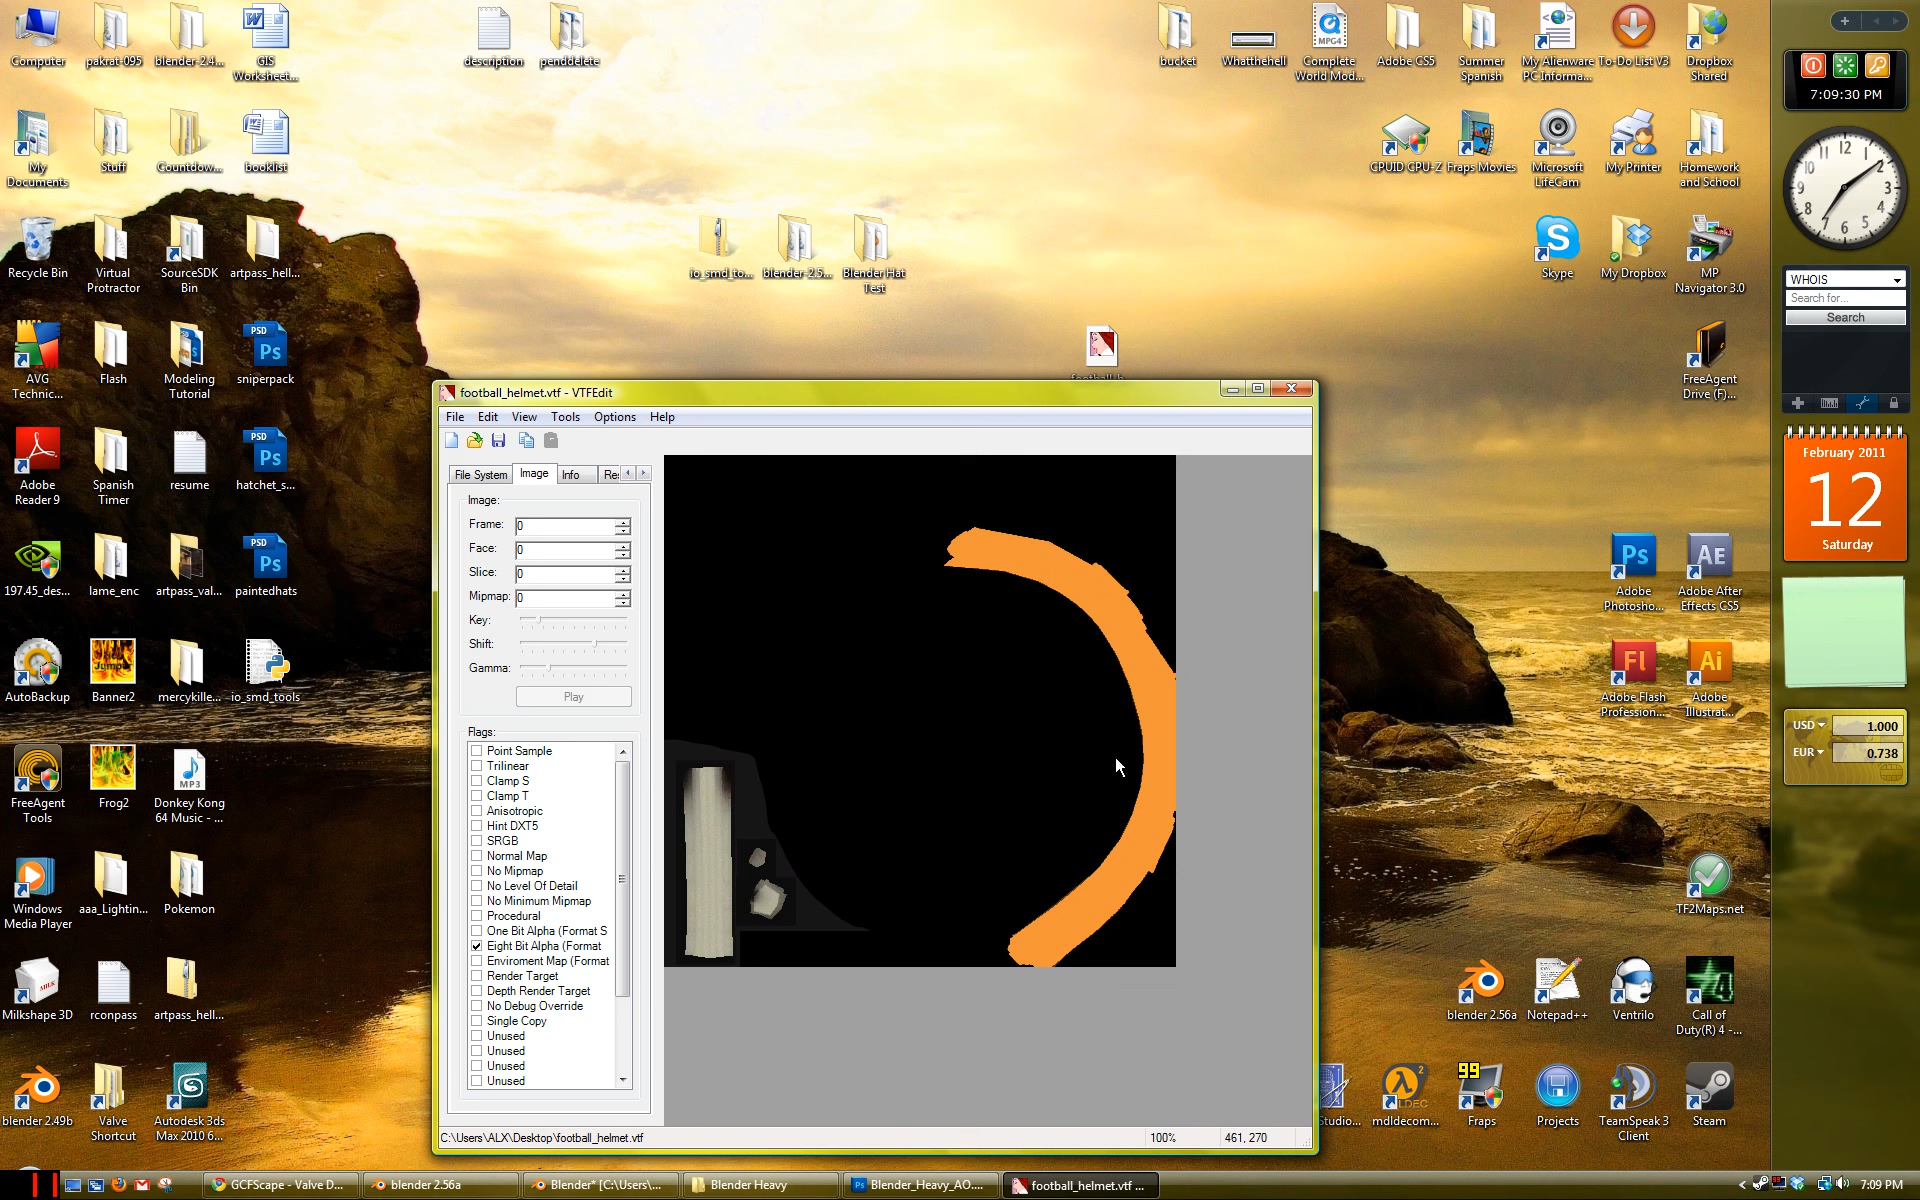 Computer
pakrat-095
blender-2.4...
GIS Worksheet...
description
penddelete
bucket
Whatthehell
Complete World Mod...
Adobe CS5
Summer Spanish
My Alienware PC Informa...
To-Do List V3
Dropbox Shared
7:09:30 PM
My Documents
Stuff
Countdow...
booklist
CPUID CPU-Z
Fraps Movies
Microsoft LifeCam
My Printer
Homework and School
Recycle Bin
Virtual Protractor
SourceSDK Bin
artpass_hell...
io_smd_to...
blender-2.5...
Blender Hat Test
Skype
My Dropbox
MP Navigator 3.0
WHOIS
Search for...
Search
AVG Technic...
Flash
Modeling Tutorial
sniperpack
FreeAgent Drive (F)...
football_helmet.vtf - VTFEdit
File Edit View Tools Options Help
File System Image Info Re
Image:
Frame: 0
Face: 0
Slice: 0
Mipmap: 0
Key:
Shift:
Gamma:
Play
Flags:
Point Sample
Trilinear
Clamp S
Clamp T
Anisotropic
Hint DXT5
SRGB
Normal Map
No Mipmap
No Level Of Detail
No Minimum Mipmap
Procedural
One Bit Alpha (Format S
Eight Bit Alpha (Format
Enviroment Map (Format
Render Target
Depth Render Target
No Debug Override
Single Copy
Unused
Unused
Unused
Unused
C:\Users\ALX\Desktop\football_helmet.vtf
100%
461, 270
February 2011
12
Saturday
Adobe Reader 9
Spanish Timer
resume
hatchet_s...
197.45_des...
lame_enc
artpass_val...
paintedhats
Adobe Photosho...
Adobe After Effects CS5
AutoBackup
Banner2
mercykille...
io_smd_tools
Adobe Flash Profession...
Adobe Illustrat...
USD 1.000
EUR 0.738
FreeAgent Tools
Frog2
Donkey Kong 64 Music - ...
Windows Media Player
aaa_Lightin...
Pokemon
TF2Maps.net
Milkshape 3D
rconpass
artpass_hell...
blender 2.56a
Notepad++
Ventrilo
Call of Duty(R) 4 -...
blender 2.49b
Valve Shortcut
Autodesk 3ds Max 2010 6...
Studio...
mdldecom...
Fraps
Projects
TeamSpeak 3 Client
Steam
GCFScape - Valve D...
blender 2.56a
Blender* [C:\Users\...
Blender Heavy
Blender_Heavy_AO....
football_helmet.vtf ...
7:09 PM